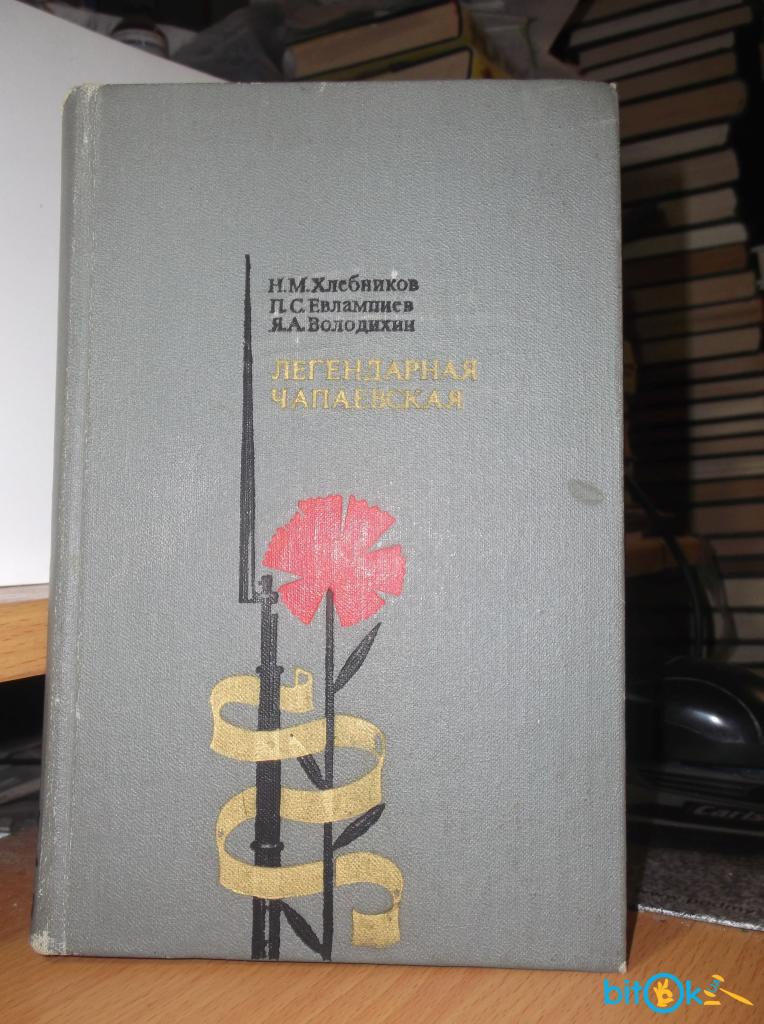 Н.М.Хлебников
П.С.Евлампиев
Я.А.Володихин
ЛЕГЕНДАРНАЯ
ЧАПАЕВСКАЯ
bitok